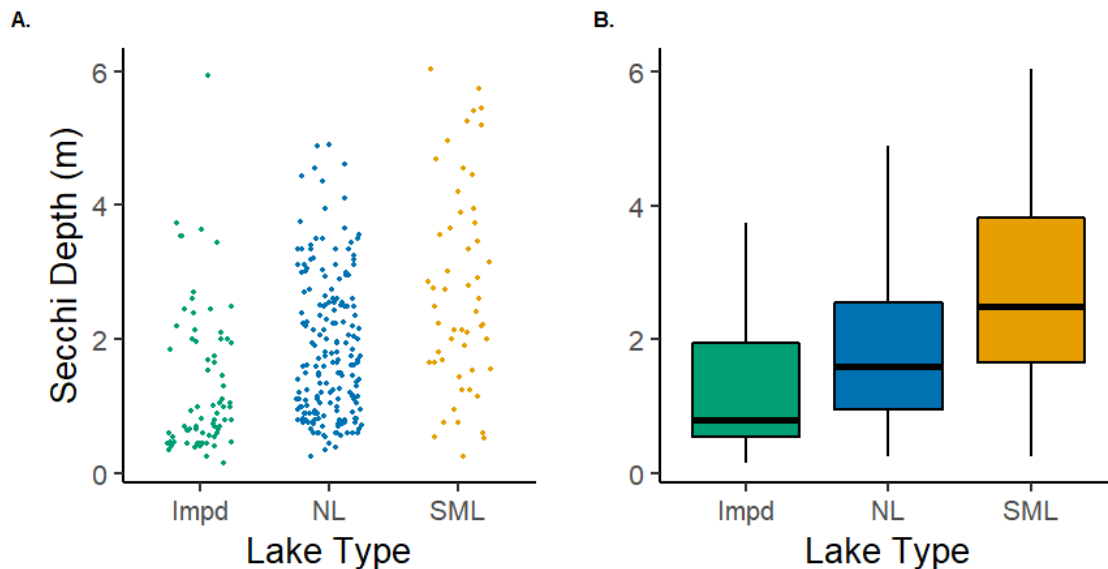 A.
Secchi Depth (m)
6
4
2
0
Impd NL SML
Lake Type
B.
6
4
2
0
Impd NL SML
Lake Type